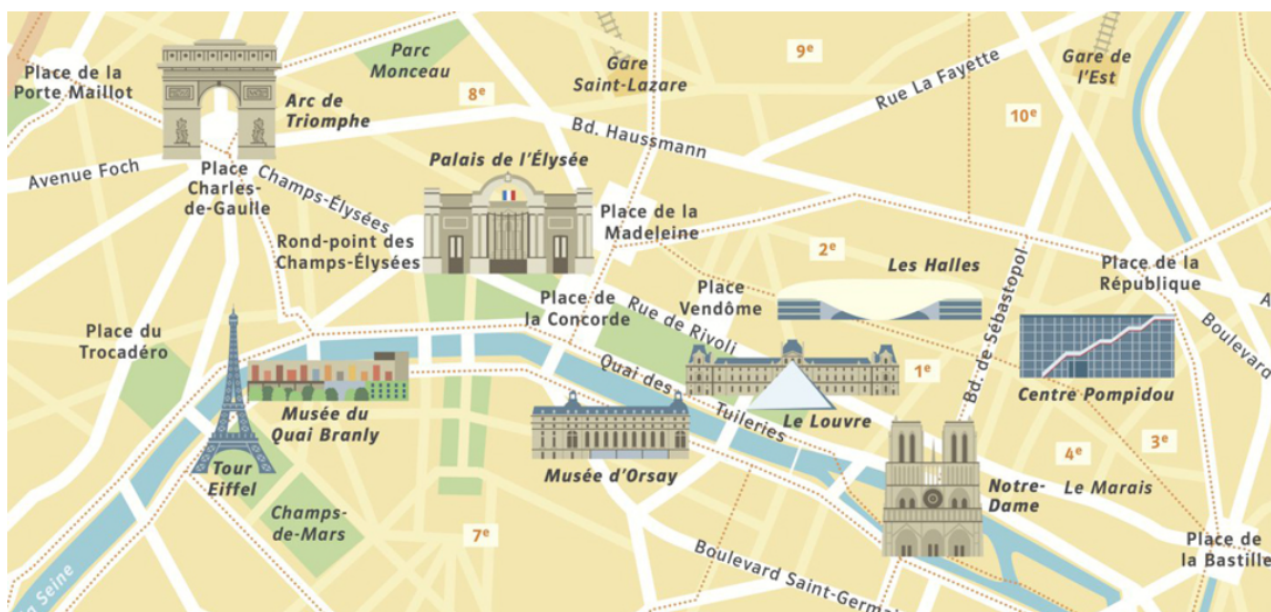 Place de la
Porte Maillot
Arc de
Triomphe
Parc
Monceau
8e
Gare
Saint-Lazare
9e
Rue La Fayette
Gare de
l'Est
10e
Bd. Haussmann
Avenue Foch
Place
Charles-
de-Gaulle
Champs-Élysées
Palais de l'Élysée
Rond-point des
Champs-Élysées
Place de la
Madeleine
2e
Les Halles
Bd. de Sébastopol
Place de la
République
A
Boulevard
Place du
Trocadéro
Place de
la Concorde
Place
Vendôme
Rue de Rivoli
Musée du
Quai Branly
Quai des
Tuileries
Le Louvre
1e
Centre Pompidou
Tour
Eiffel
Champs-
de-Mars
7e
Musée d'Orsay
Notre-
Dame
4e
3e
Le Marais
Place de
la Bastille
Boulevard Saint-Germ
a Seine